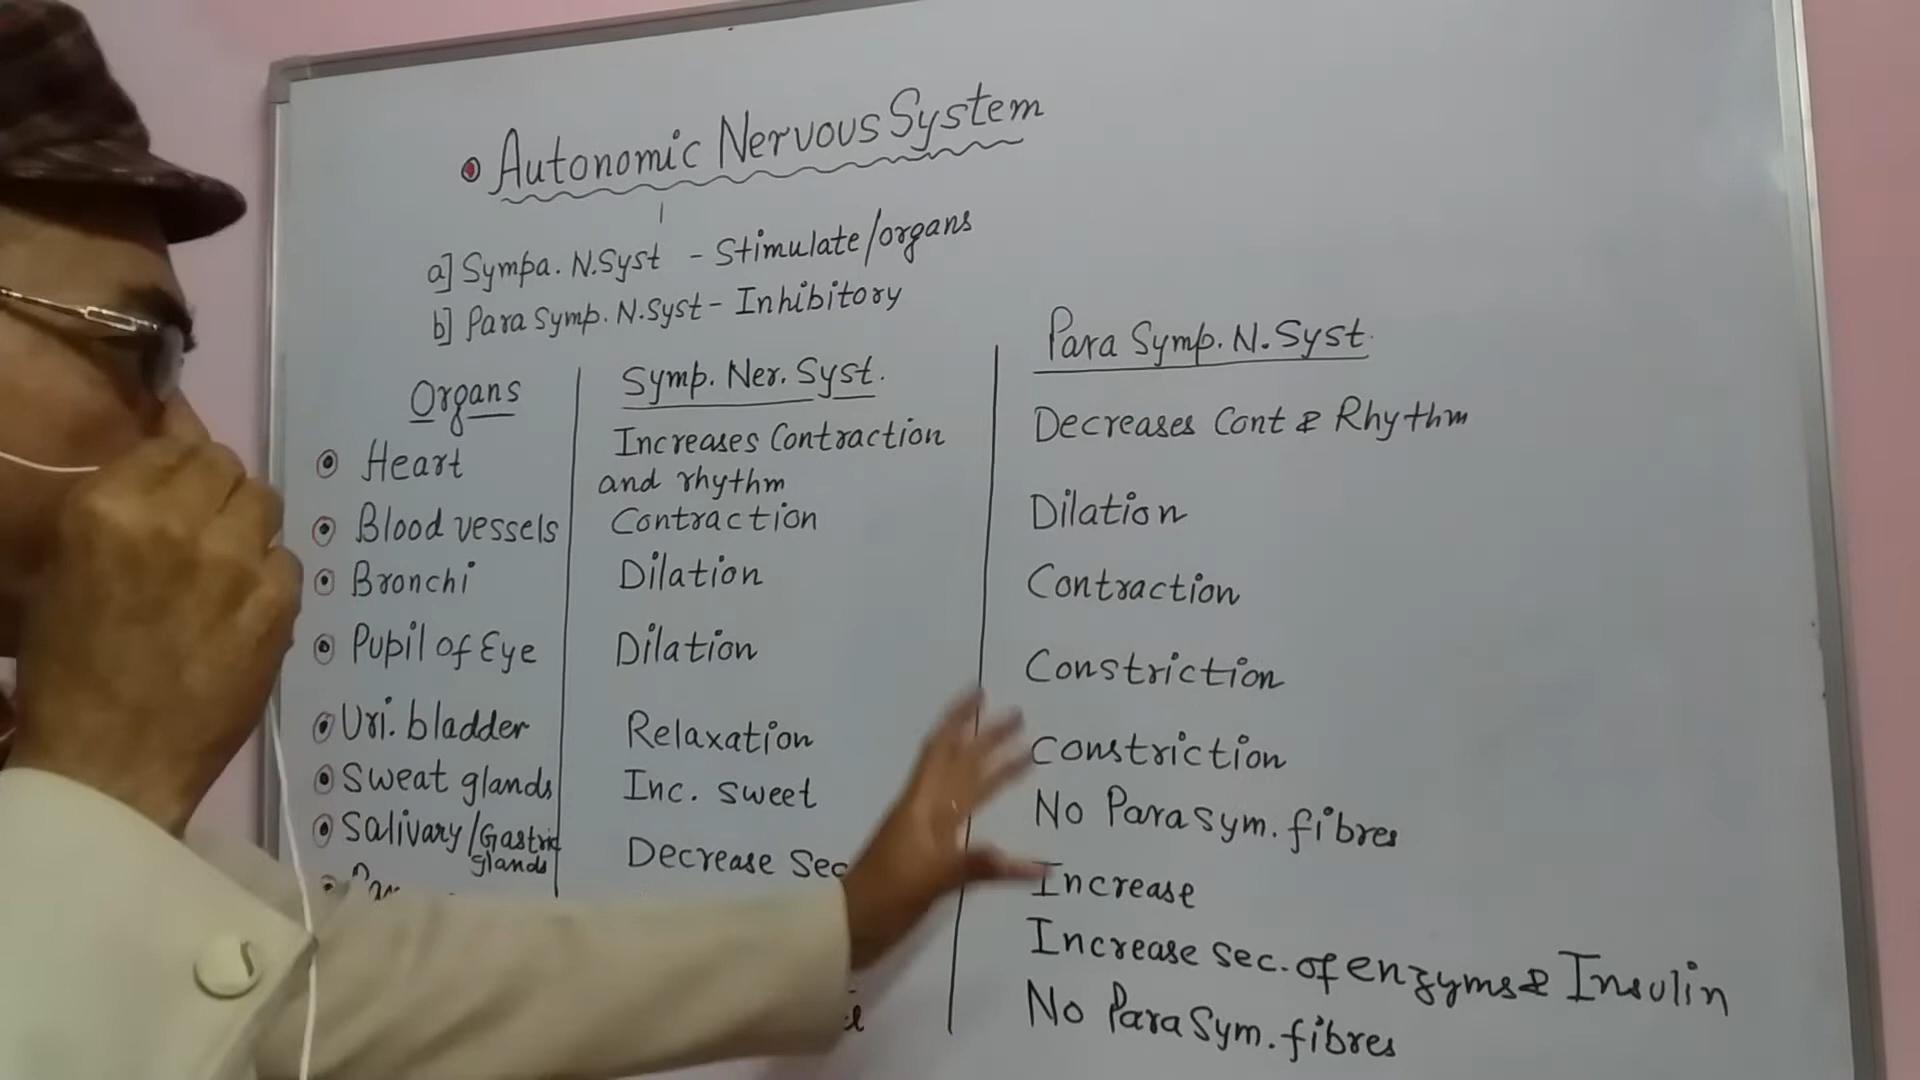 Autonomic Nervous System
a] Sympa. N.Syst - Stimulate/organs
b] Para Symp. N.Syst - Inhibitory
Organs
Symp. Ner. Syst.
Para Symp. N. Syst.
Heart
Increases Contraction
and rhythm
Decreases Cont & Rhythm
Blood vessels
Contraction
Dilation
Bronchi
Dilation
Contraction
Pupil of Eye
Dilation
Constriction
Uri. bladder
Relaxation
Constriction
Sweat glands
Inc. sweet
No Para sym. fibres
Salivary/Gastric
glands
Decrease Sec
Increase
Increase sec. of enzyms & Insulin
No Para Sym. fibres